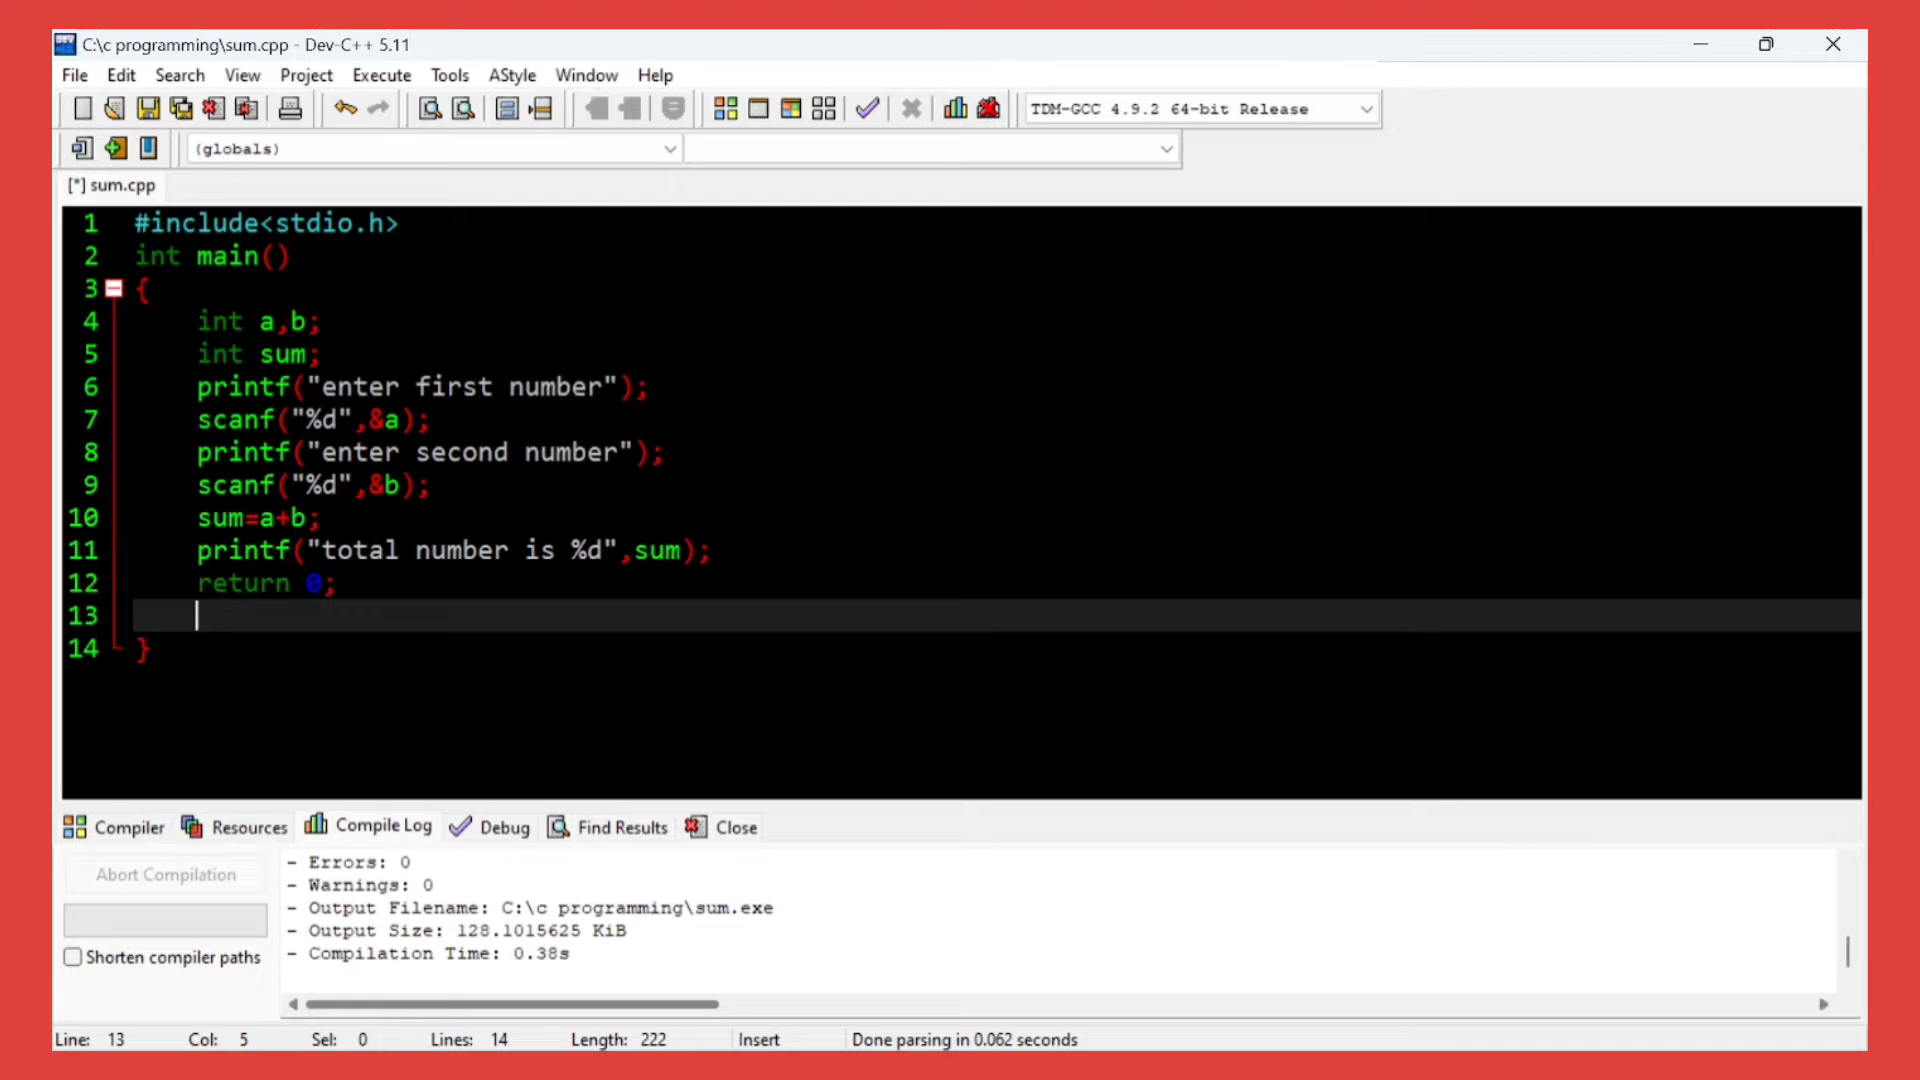 C:\c programming\sum.cpp - Dev-C++ 5.11
File Edit Search View Project Execute Tools AStyle Window Help
TDM-GCC 4.9.2 64-bit Release
(globals)
[*] sum.cpp
1 #include<stdio.h>
2 int main()
3 {
4 int a,b;
5 int sum;
6 printf("enter first number");
7 scanf("%d",&a);
8 printf("enter second number");
9 scanf("%d",&b);
10 sum=a+b;
11 printf("total number is %d",sum);
12 return 0;
13
14 }
Compiler Resources Compile Log Debug Find Results Close
Abort Compilation
Shorten compiler paths
- Errors: 0
- Warnings: 0
- Output Filename: C:\c programming\sum.exe
- Output Size: 128.1015625 KiB
- Compilation Time: 0.38s
Line: 13 Col: 5 Sel: 0 Lines: 14 Length: 222 Insert Done parsing in 0.062 seconds